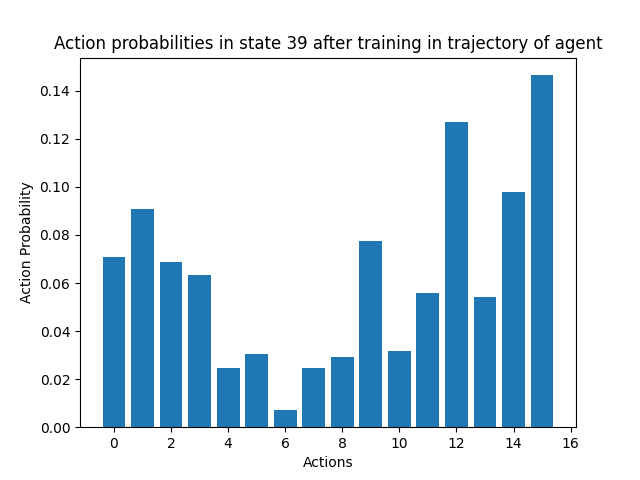 Action probabilities in state 39 after training in trajectory of agent
0.14
0.12
0.10
0.08
0.06
0.04
0.02
0.00
Action Probability
0 2 4 6 8 10 12 14 16
Actions